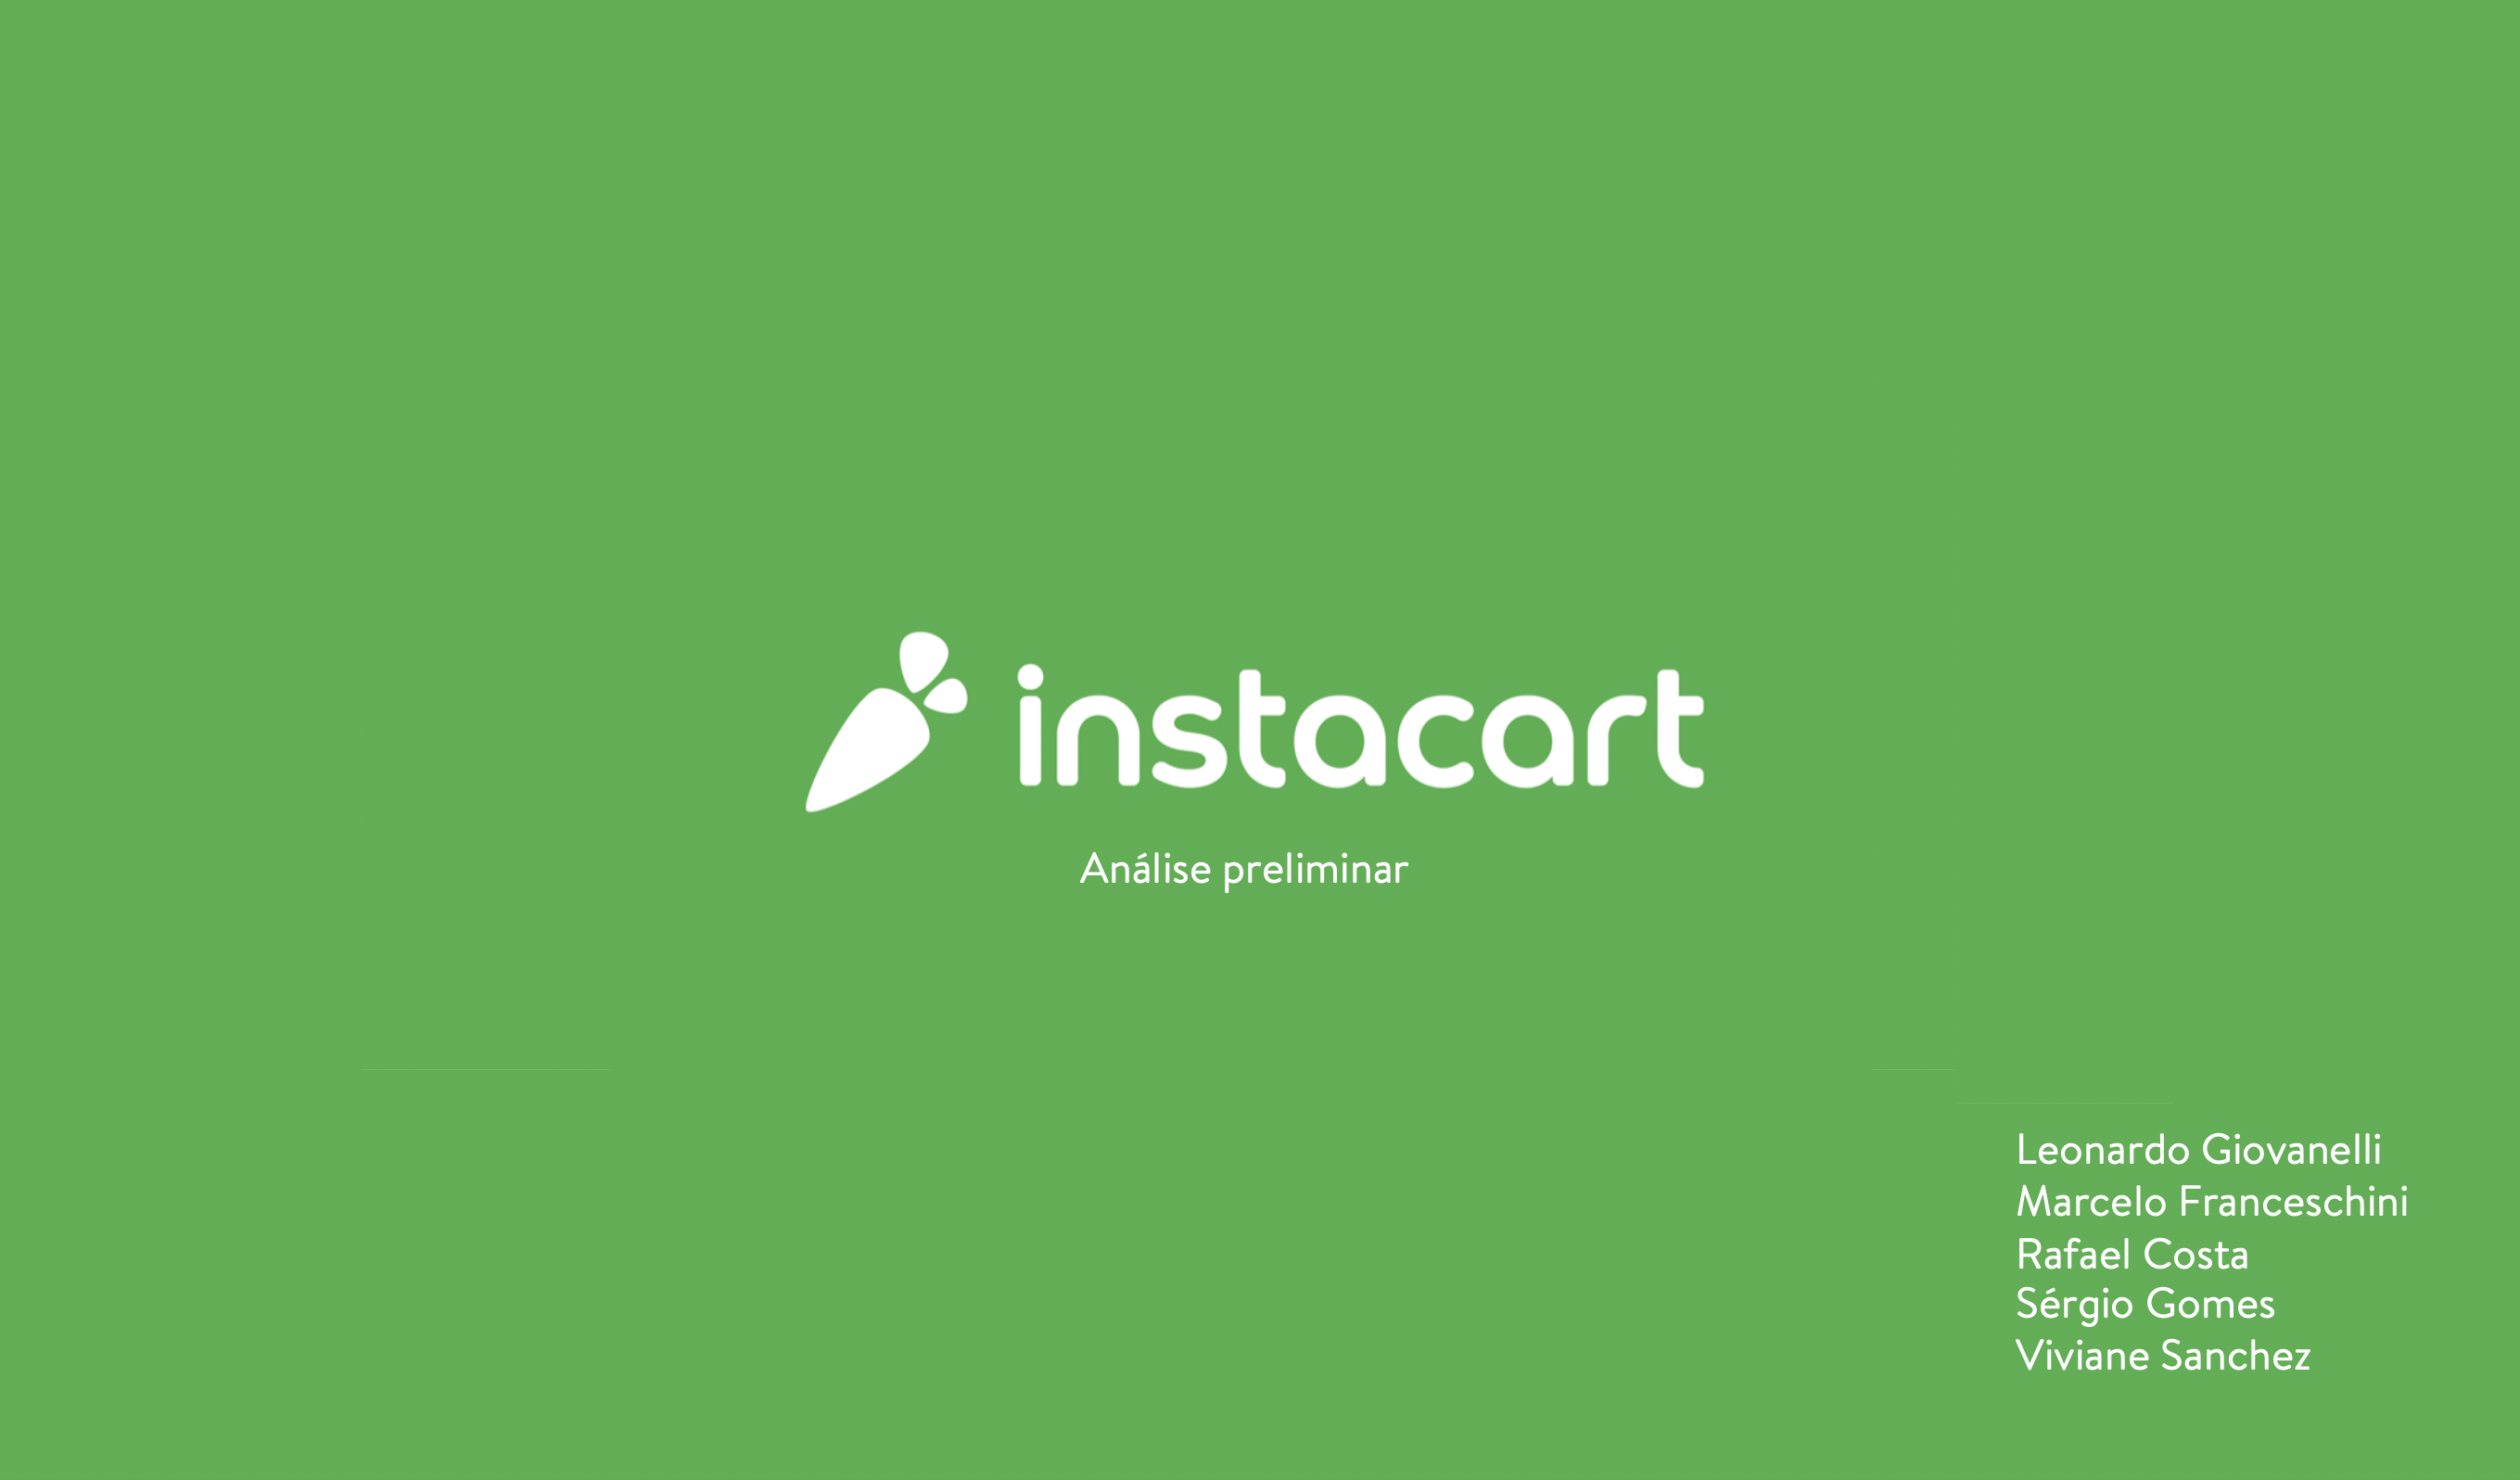 instacart
Análise preliminar
Leonardo Giovanelli
Marcelo Franceschini
Rafael Costa
Sérgio Gomes
Viviane Sanchez